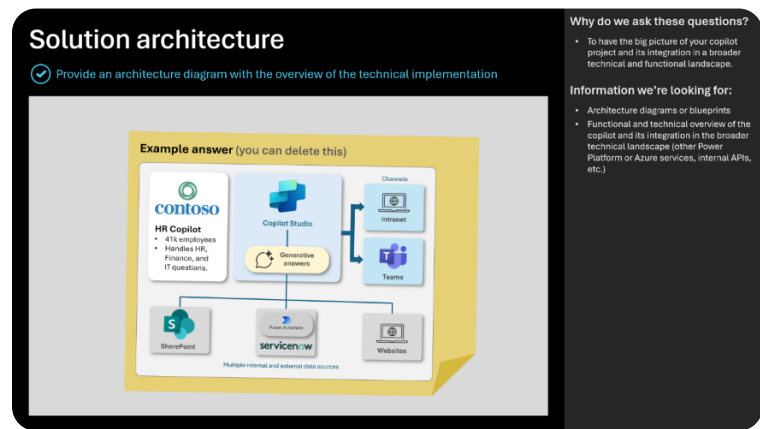 Solution architecture
Provide an architecture diagram with the overview of the technical implementation
Example answer (you can delete this)
contoso
HR Copilot
• 41k employees
• Handles HR,
Finance, and
IT questions.
Copilot Studio
Generative
answers
Channels
Intranet
Teams
SharePoint
Power Automate
servicenow
Websites
Multiple internal and external data sources
Why do we ask these questions?
• To have the big picture of your copilot
project and its integration in a broader
technical and functional landscape.
Information we're looking for:
• Architecture diagrams or blueprints
• Functional and technical overview of the
copilot and its integration in the broader
technical landscape (other Power
Platform or Azure services, internal APIs,
etc.)